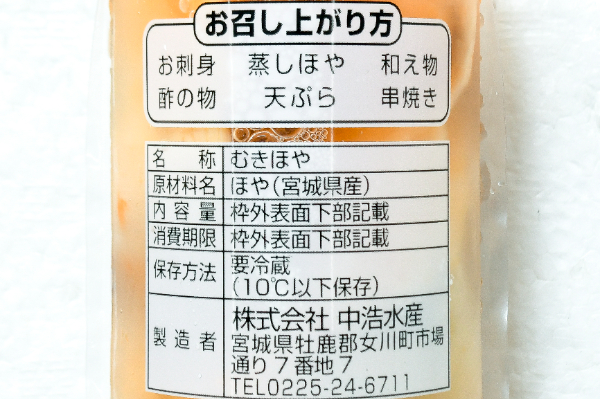 お召し上がり方
お刺身 蒸しほや 和え物
酢の物 天ぷら 串焼き
名称 むきほや
原材料名 ほや(宮城県産)
内容量 枠外表面下部記載
消費期限 枠外表面下部記載
保存方法 要冷蔵
(10℃以下保存)
製造者 株式会社 中浩水産
宮城県牡鹿郡女川町市場
通り7番地7
TEL0225-24-6711